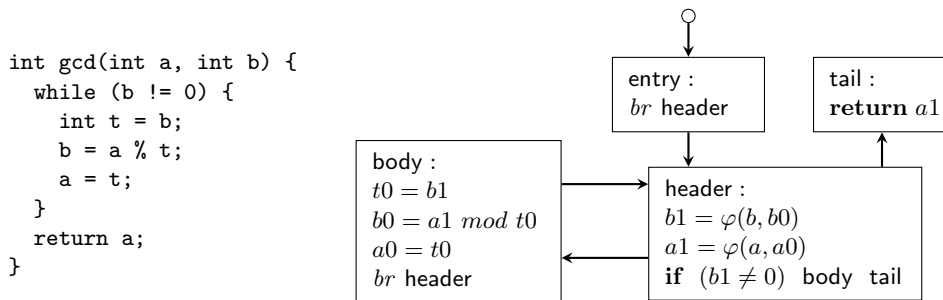 int gcd(int a, int b) {
  while (b != 0) {
    int t = b;
    b = a % t;
    a = t;
  }
  return a;
}
entry :
br header
tail :
return a1
body :
t0 = b1
b0 = a1 mod t0
a0 = t0
br header
header :
b1 = φ(b, b0)
a1 = φ(a, a0)
if (b1 ≠ 0) body tail